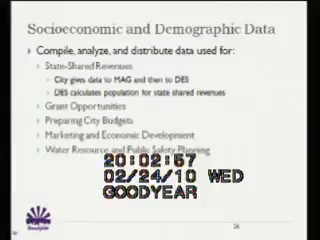 Socioeconomic and Demographic Data
Compile, analyze, and distribute data used for:
State-Shared Revenues
City gives data to MAG and then to DES
DES calculates population for state shared revenues
Grant Opportunities
Preparing City Budgets
Marketing and Economic Development
Water Resource and Public Safety Planning
20:02:57
02/24/10 WED
GOODYEAR